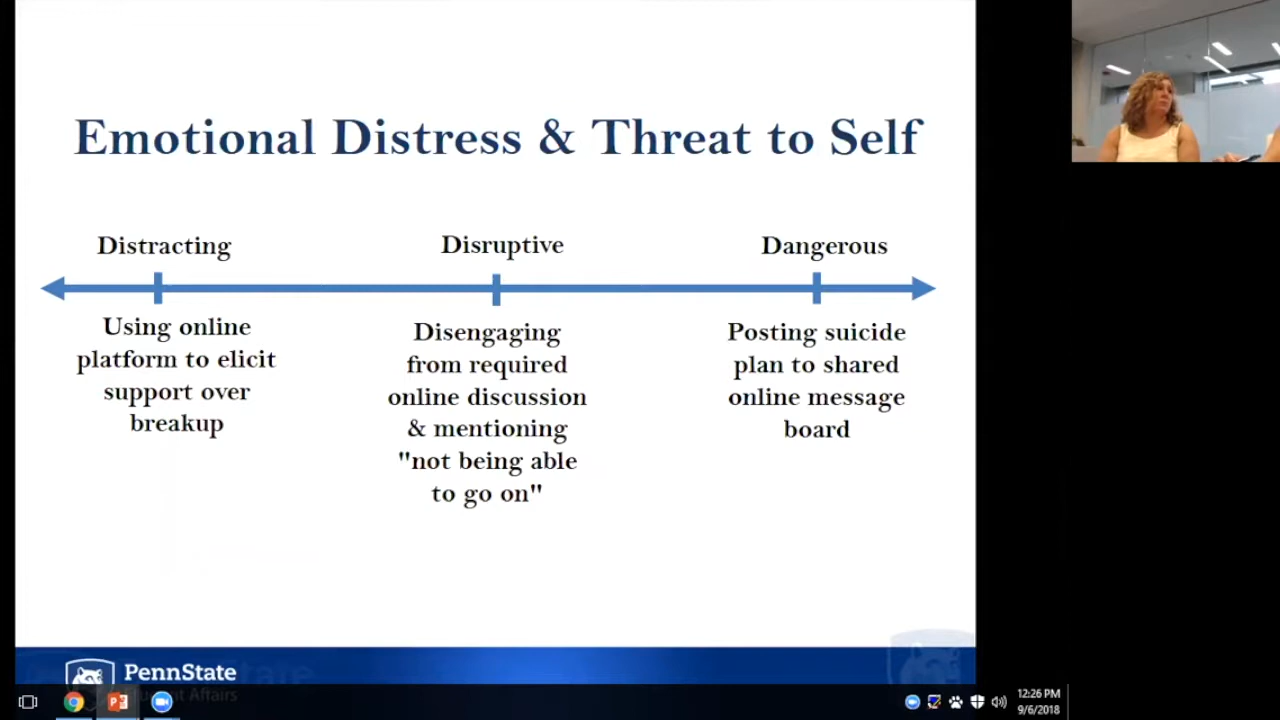 Emotional Distress & Threat to Self
Distracting
Disruptive
Dangerous
Using online
platform to elicit
support over
breakup
Disengaging
from required
online discussion
& mentioning
"not being able
to go on"
Posting suicide
plan to shared
online message
board
PennState
Student Affairs
12:26 PM
9/6/2018